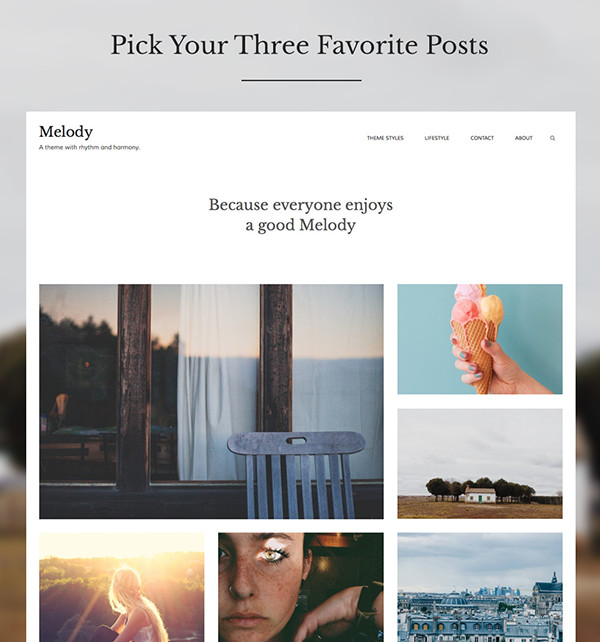 Pick Your Three Favorite Posts
Melody
A theme with rhythm and harmony.
THEME STYLES LIFESTYLE CONTACT ABOUT
Because everyone enjoys
a good Melody